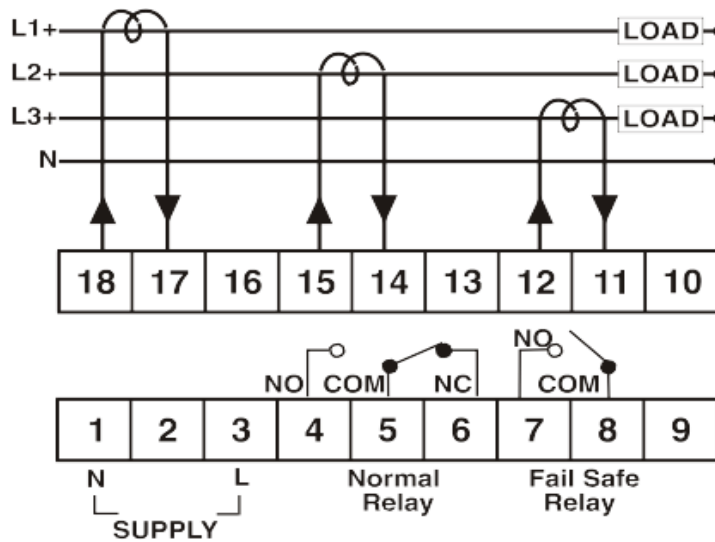 L1+ LOAD
L2+ LOAD
L3+ LOAD
N
18 17 16 15 14 13 12 11 10
NO
NO COM NC COM
1 2 3 4 5 6 7 8 9
N L Normal Fail Safe
Relay Relay
SUPPLY